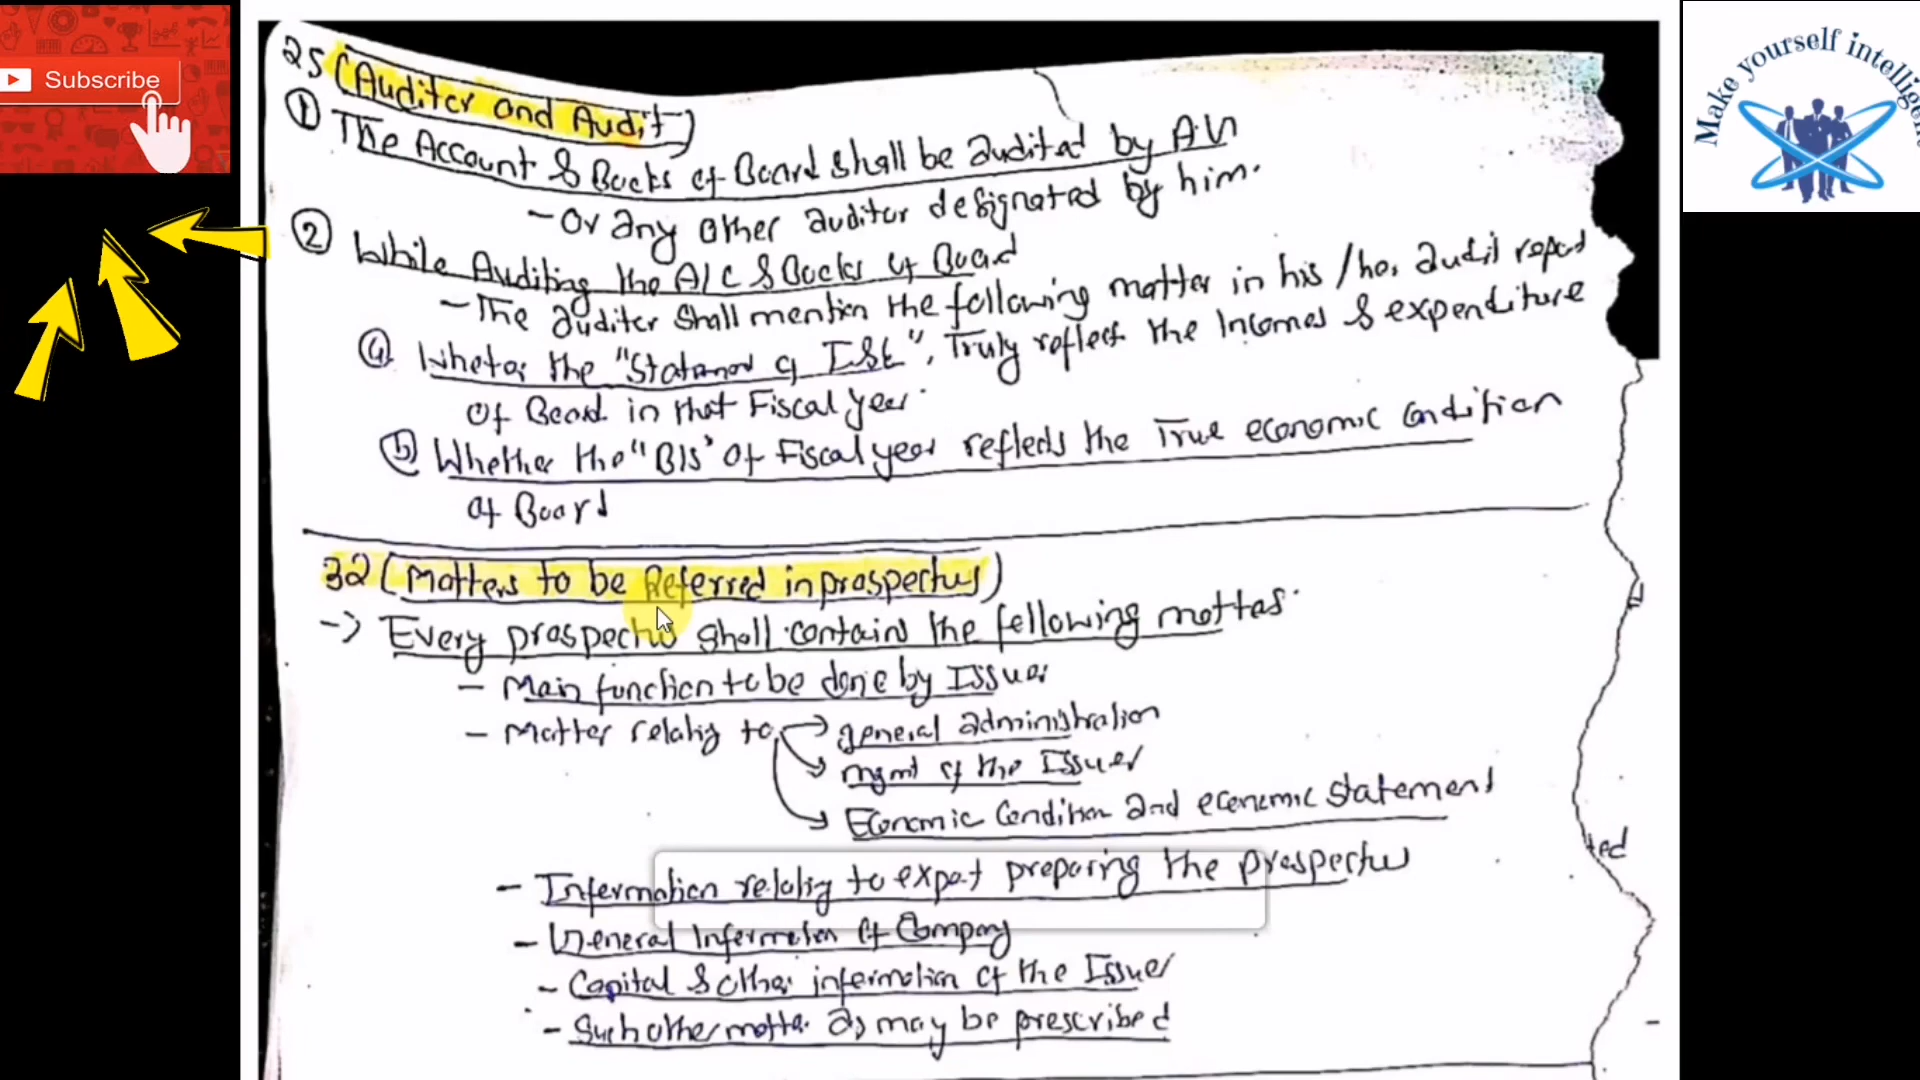 Subscribe
Make yourself intelligen
25 (Auditor and Audit)
① The Account & Books of Board shall be audited by AG
- Or any other auditor designated by him.
② While Auditing the A/C & Books of Board
- The auditor shall mention the following matter in his/her audit report
ⓐ Whether the "Statement of I&E", Truly reflect the Incomes & expenditure
Of Board in that Fiscal year.
ⓑ Whether the "B/S" Of Fiscal year reflects the True economic condition
of Board
32 (Matters to be Referred in prospectus)
-> Every prospectus shall contain the following matters.
- Main function to be done by Issuer
- Matter relatig to general administration
mgmt of the Issuer
Economic Condition and economic statement
ted
- Information relatig to expert preparing the prospectus
- General Information of Company
- Capital & other information of the Issuer
- Such other matter as may be prescribed